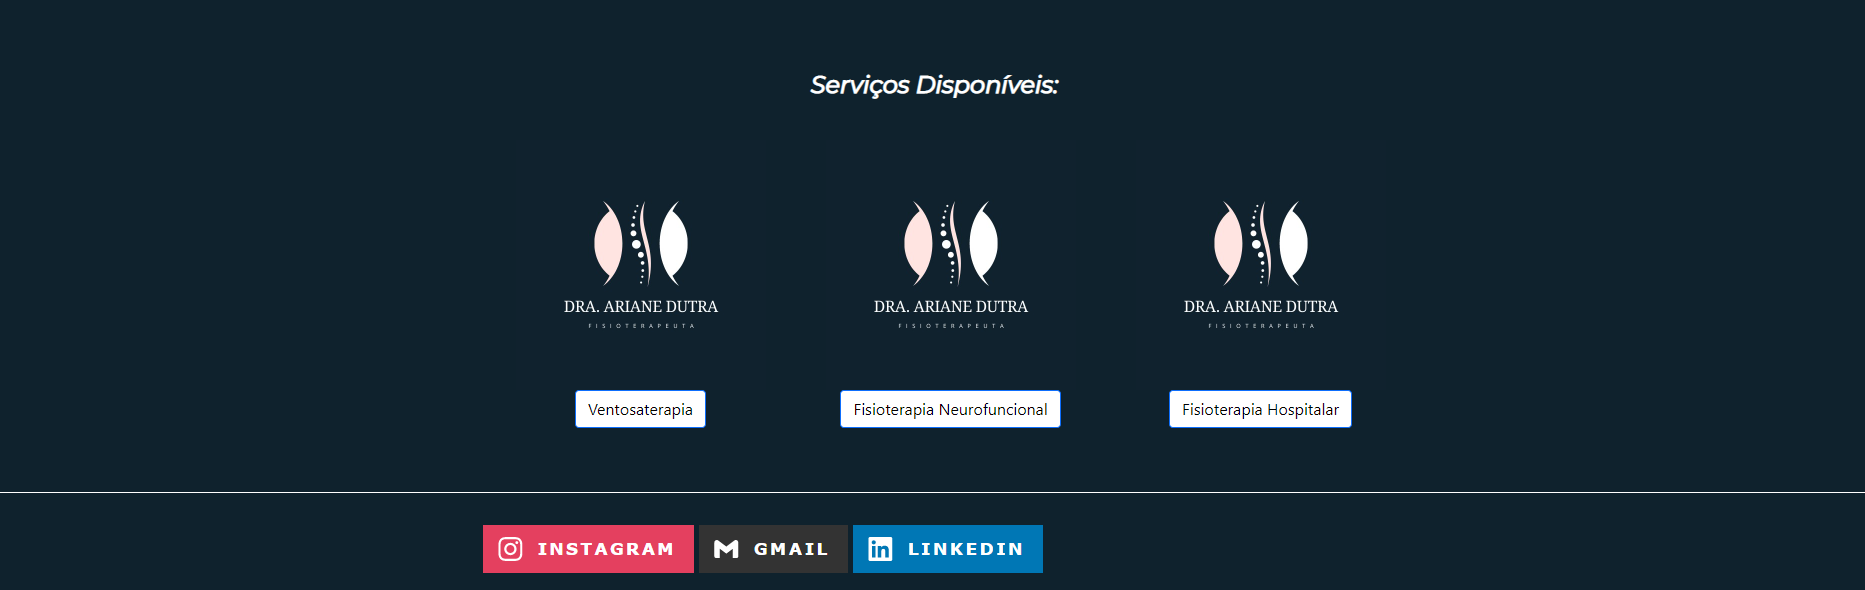 Serviços Disponíveis:
DRA. ARIANE DUTRA
FISIOTERAPEUTA
DRA. ARIANE DUTRA
FISIOTERAPEUTA
DRA. ARIANE DUTRA
FISIOTERAPEUTA
Ventosaterapia
Fisioterapia Neurofuncional
Fisioterapia Hospitalar
INSTAGRAM
GMAIL
LINKEDIN